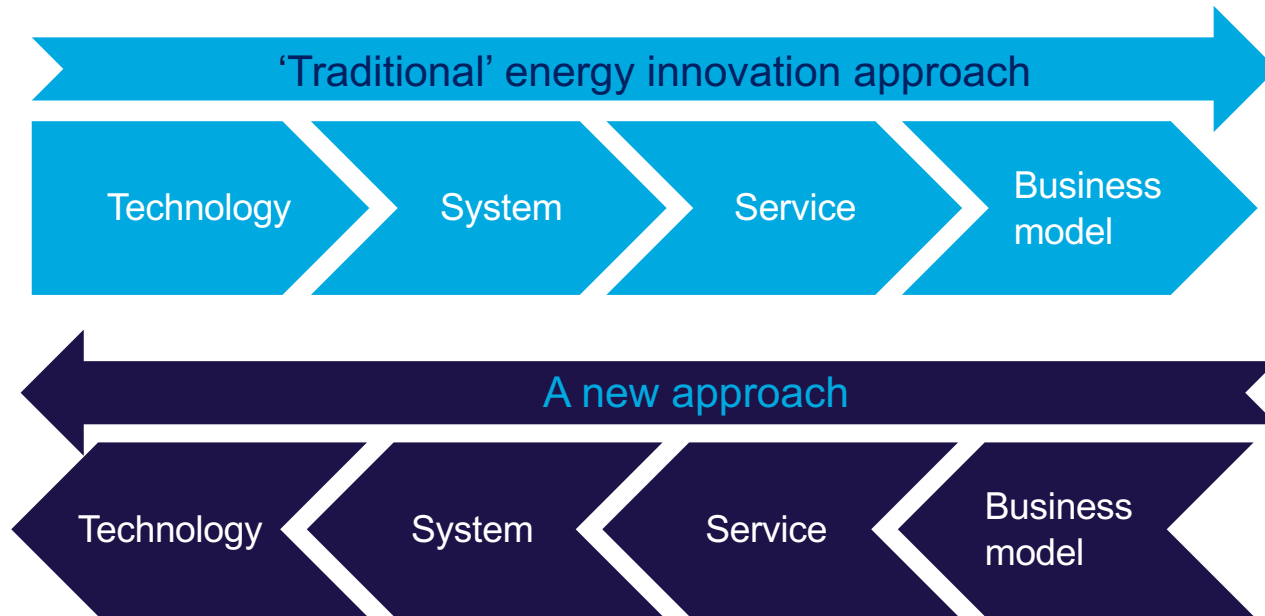 ‘Traditional’ energy innovation approach
Technology
System
Service
Business
model
A new approach
Technology
System
Service
Business
model